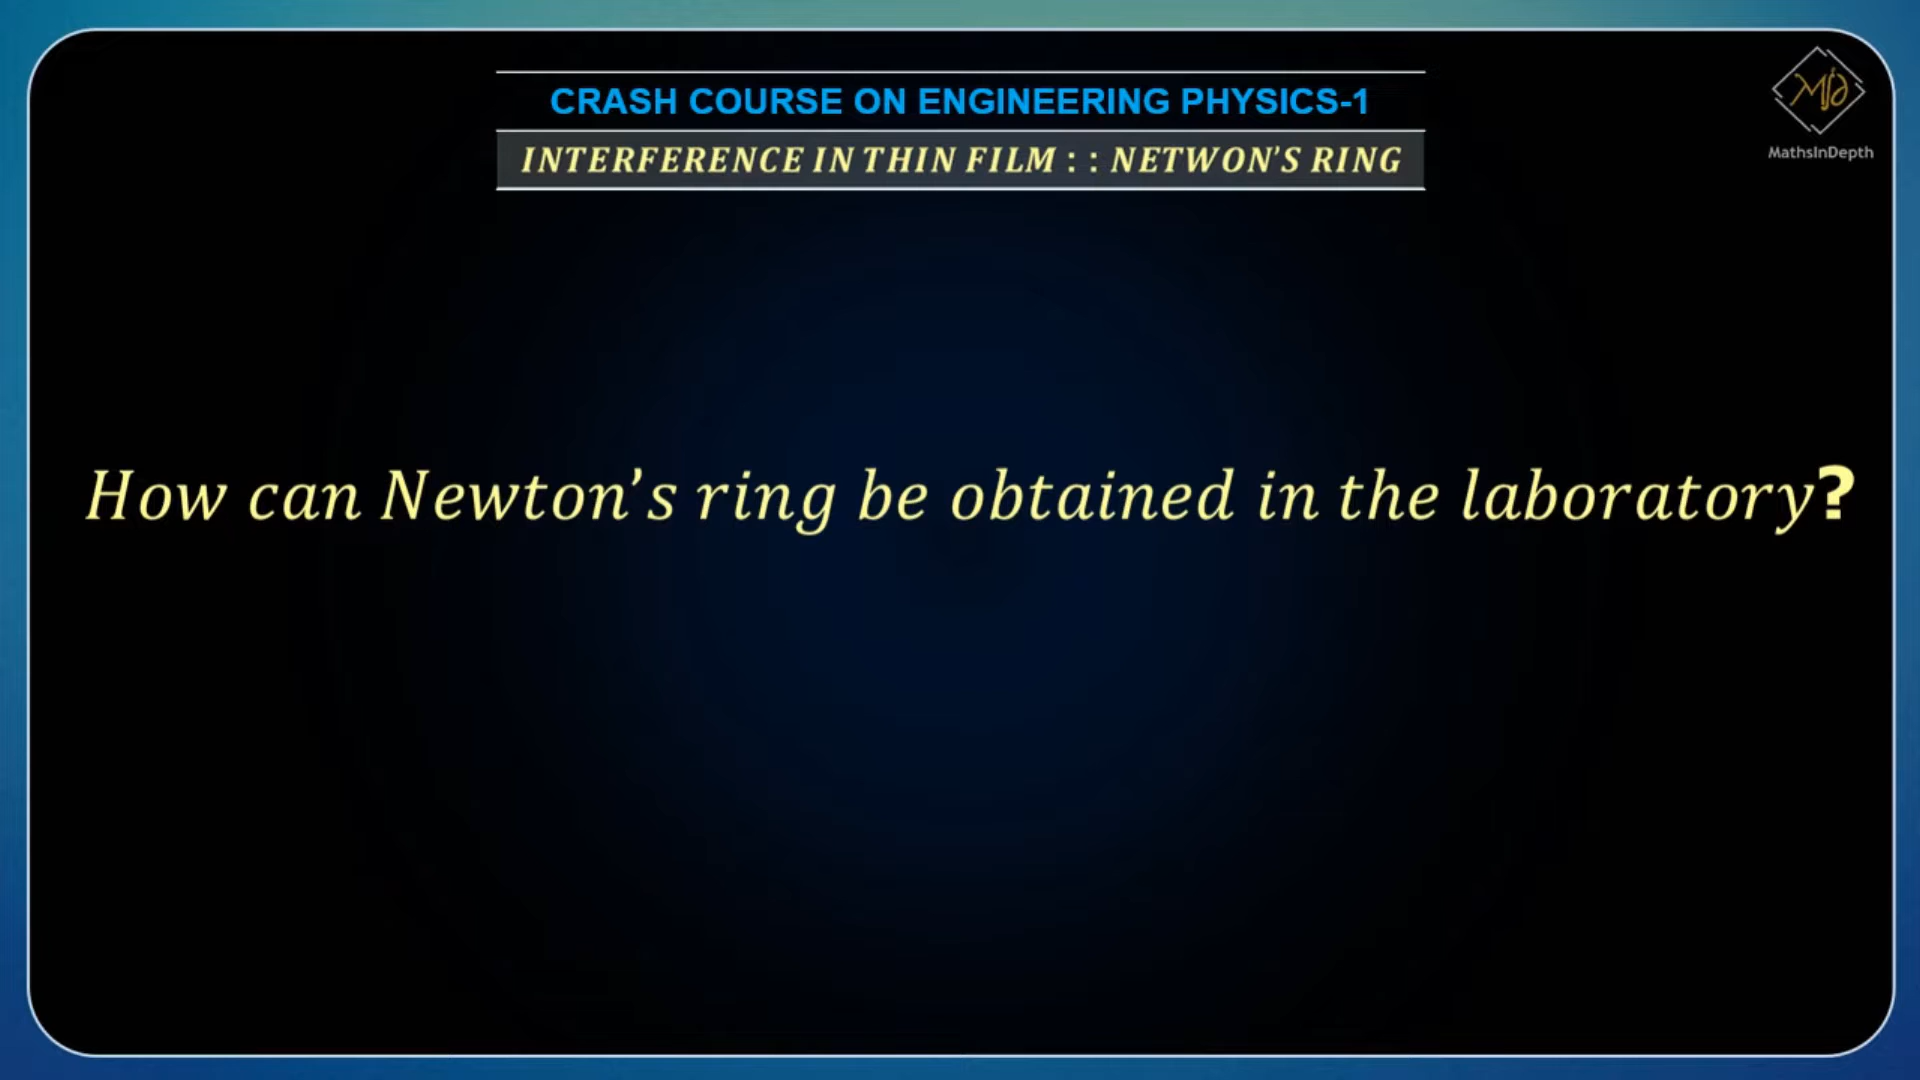 CRASH COURSE ON ENGINEERING PHYSICS-1
INTERFERENCE IN THIN FILM : : NETWON'S RING
MathsInDepth
How can Newton's ring be obtained in the laboratory?